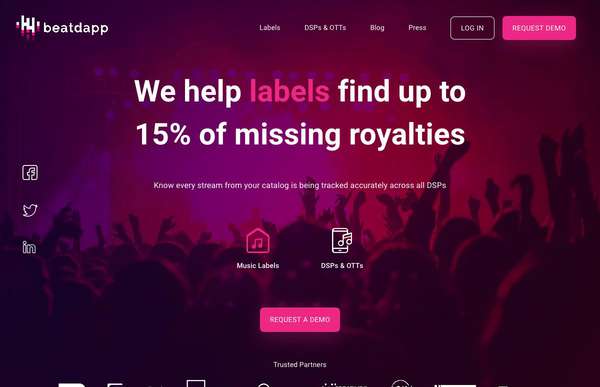 beatdapp
Labels
DSPs & OTTs
Blog
Press
LOG IN
REQUEST DEMO
We help labels find up to
15% of missing royalties
Know every stream from your catalog is being tracked accurately across all DSPs
Music Labels
DSPs & OTTs
REQUEST A DEMO
Trusted Partners